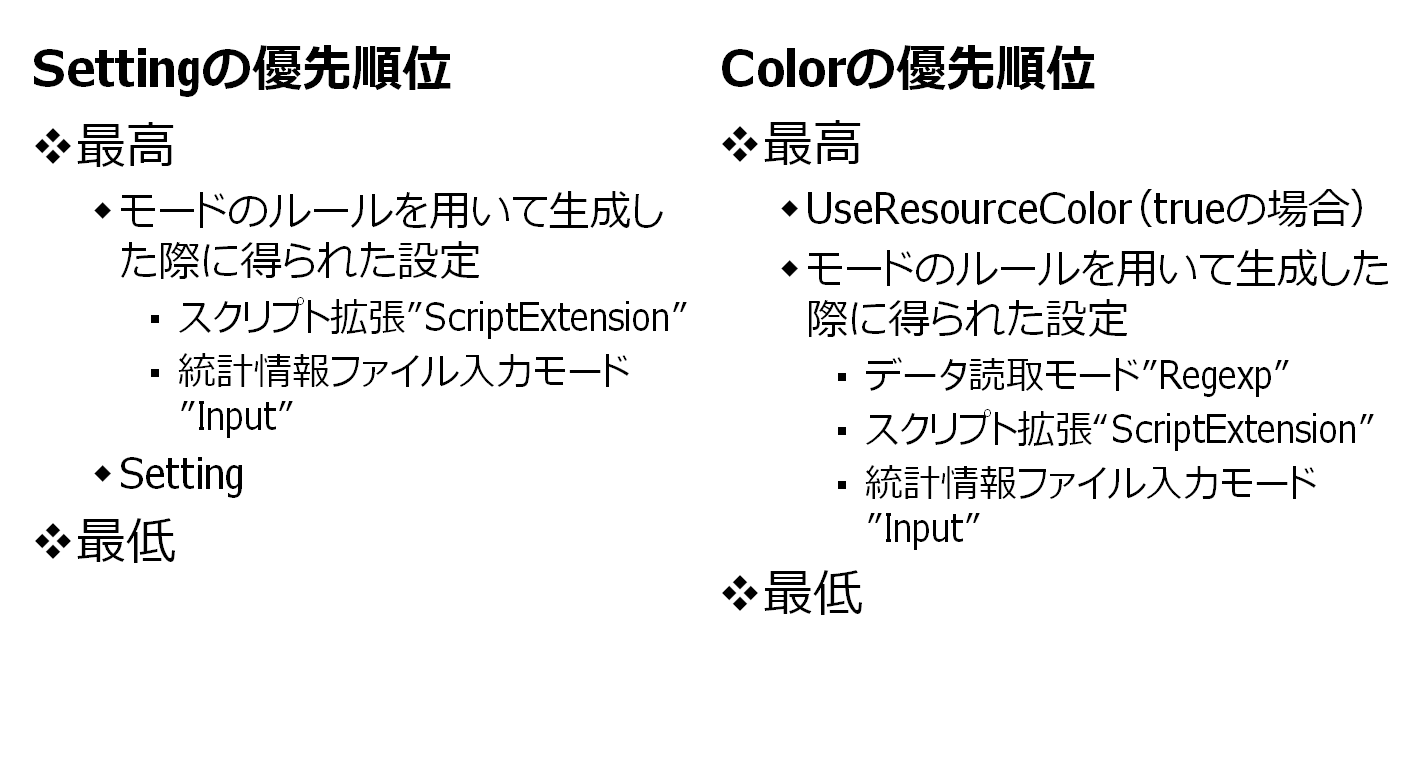 Settingの優先順位
❖最高
◆モードのルールを用いて生成し
た際に得られた設定
▪ スクリプト拡張”ScriptExtension”
▪ 統計情報ファイル入力モード
”Input”
◆Setting
❖最低
Colorの優先順位
❖最高
◆UseResourceColor（trueの場合）
◆モードのルールを用いて生成した
際に得られた設定
▪ データ読取モード”Regexp”
▪ スクリプト拡張“ScriptExtension”
▪ 統計情報ファイル入力モード
”Input”
❖最低